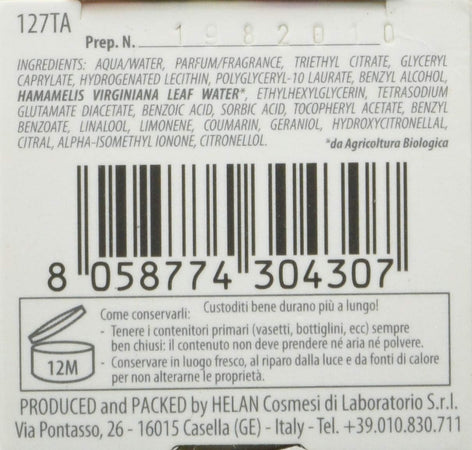 127TA
Prep. N. 1982010
INGREDIENTS: AQUA/WATER, PARFUM/FRAGRANCE, TRIETHYL CITRATE, GLYCERYL
CAPRYLATE, HYDROGENATED LECITHIN, POLYGLYCERYL-10 LAURATE, BENZYL ALCOHOL,
HAMAMELIS VIRGINIANA LEAF WATER*, ETHYLHEXYLGLYCERIN, TETRASODIUM
GLUTAMATE DIACETATE, BENZOIC ACID, SORBIC ACID, TOCOPHERYL ACETATE, BENZYL
BENZOATE, LINALOOL, LIMONENE, COUMARIN, GERANIOL, HYDROXYCITRONELLAL,
CITRAL, ALPHA-ISOMETHYL IONONE, CITRONELLOL. *da Agricoltura Biologica
8 058774 304307
Come conservarli: Custoditi bene durano più a lungo!
- Tenere i contenitori primari (vasetti, bottiglini, ecc) sempre
ben chiusi: il contenuto non deve prendere né aria né polvere.
- Conservare in luogo fresco, al riparo dalla luce e da fonti di calore
per non alterarne le proprietà.
12M
PRODUCED and PACKED by HELAN Cosmesi di Laboratorio S.r.l.
Via Pontasso, 26 - 16015 Casella (GE) - Italy - Tel. +39.010.830.711